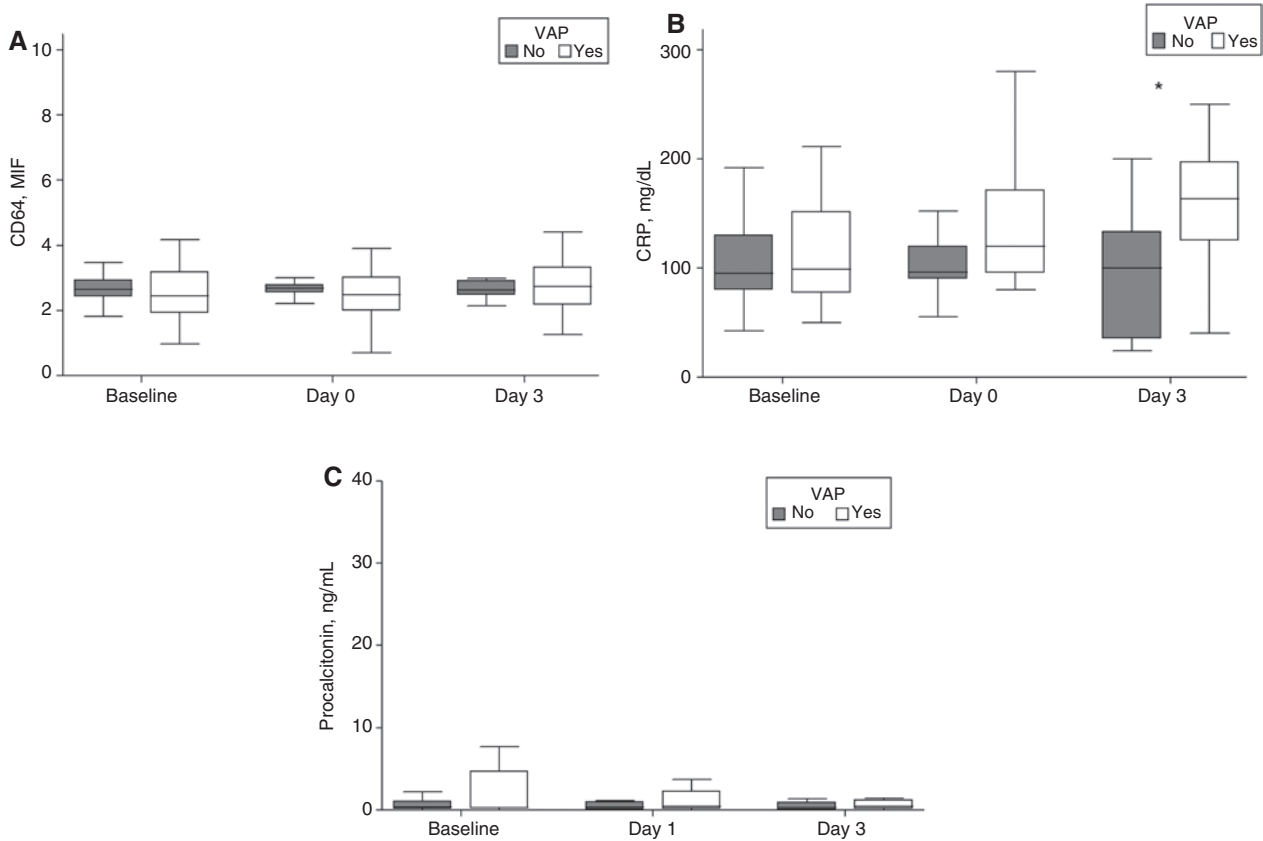 A
VAP
No Yes
CD64, MIF
10
8
6
4
2
0
Baseline Day 0 Day 3
B
VAP
No Yes
CRP, mg/dL
300
200
100
0
*
Baseline Day 0 Day 3
C
VAP
No Yes
Procalcitonin, ng/mL
40
30
20
10
0
Baseline Day 1 Day 3